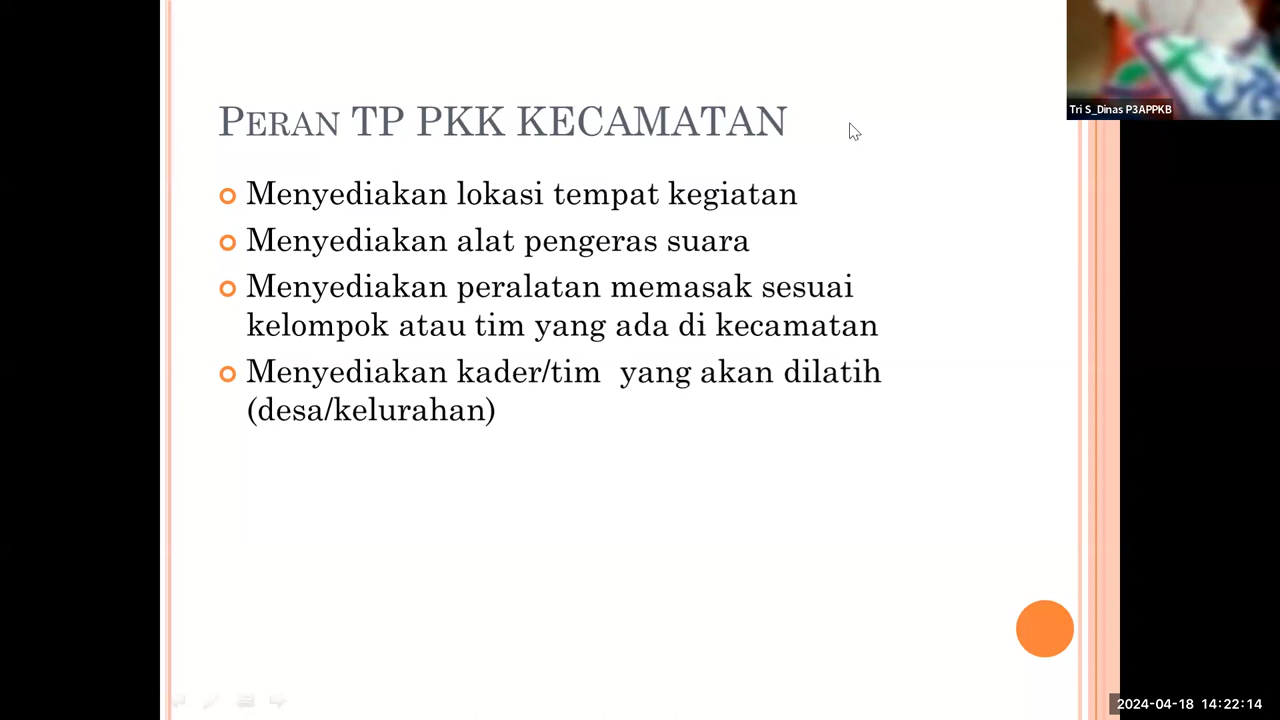 PERAN TP PKK KECAMATAN
Menyediakan lokasi tempat kegiatan
Menyediakan alat pengeras suara
Menyediakan peralatan memasak sesuai
kelompok atau tim yang ada di kecamatan
Menyediakan kader/tim yang akan dilatih
(desa/kelurahan)
Tri S_Dinas P3APPKB
2024-04-18 14:22:14